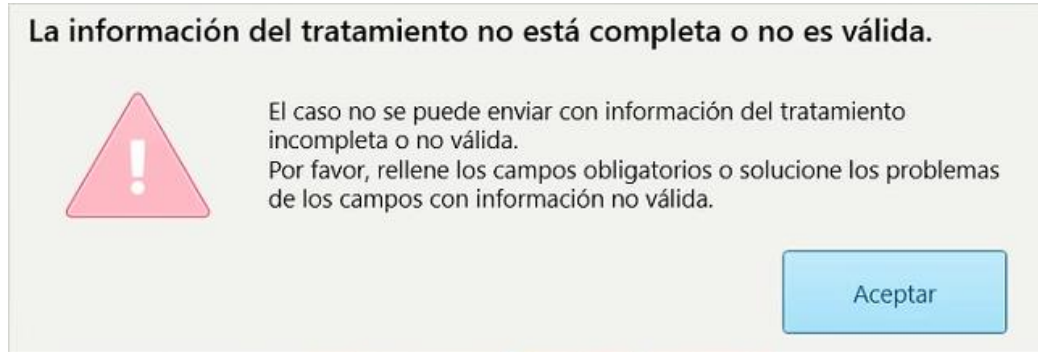 La información del tratamiento no está completa o no es válida.
El caso no se puede enviar con información del tratamiento
incompleta o no válida.
Por favor, rellene los campos obligatorios o solucione los problemas
de los campos con información no válida.
Aceptar